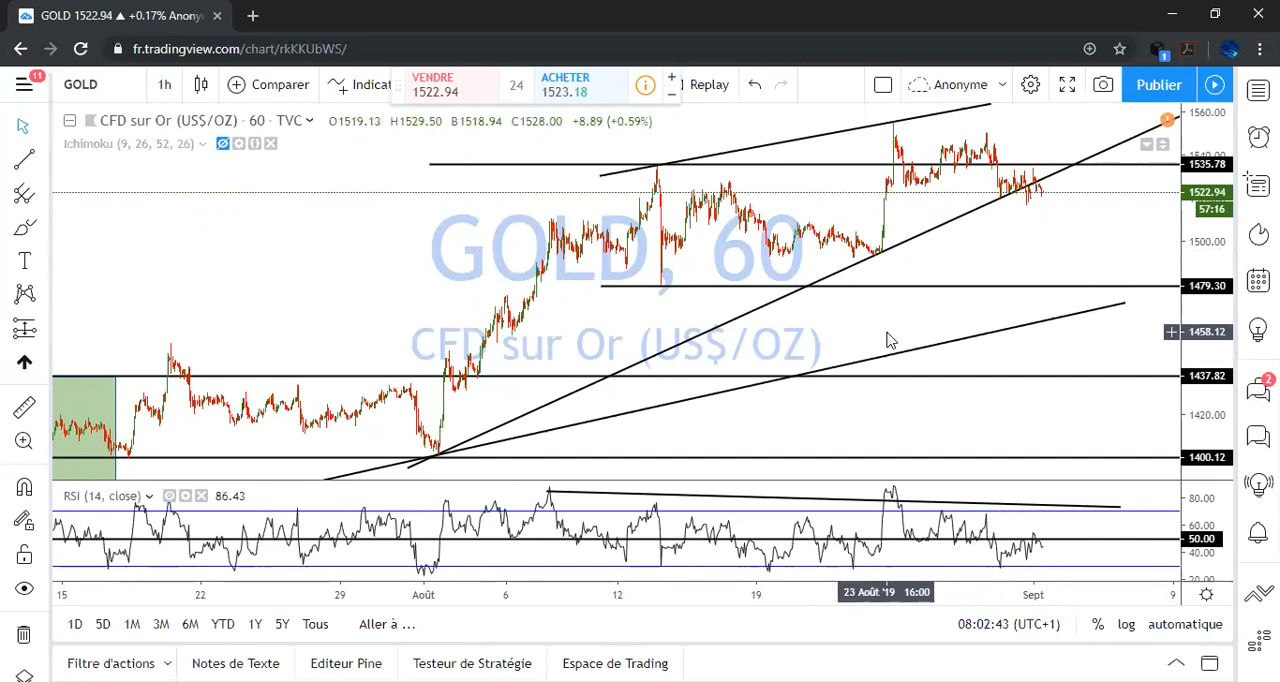 GOLD 1522.94 ▲ +0.17% Anony
fr.tradingview.com/chart/rkKKUbWS/
1
11
GOLD
1h
Comparer
Indicat
VENDRE
1522.94
24
ACHETER
1523.18
Replay
Anonyme
Publier
CFD sur Or (US$/OZ) · 60 · TVC
O1519.13 H1529.50 B1518.94 C1528.00 +8.89 (+0.59%)
Ichimoku (9, 26, 52, 26)
GOLD, 60
CFD sur Or (US$/OZ)
1560.00
1535.78
1522.94
57:16
1500.00
1479.30
1458.12
1437.82
1420.00
1400.12
RSI (14, close) 86.43
80.00
60.00
50.00
40.00
20.00
15 22 29 Août 6 12 19 23 Août '19 16:00 Sept 9
1D 5D 1M 3M 6M YTD 1Y 5Y Tous Aller à ... 08:02:43 (UTC+1) % log automatique
Filtre d'actions Notes de Texte Editeur Pine Testeur de Stratégie Espace de Trading
2